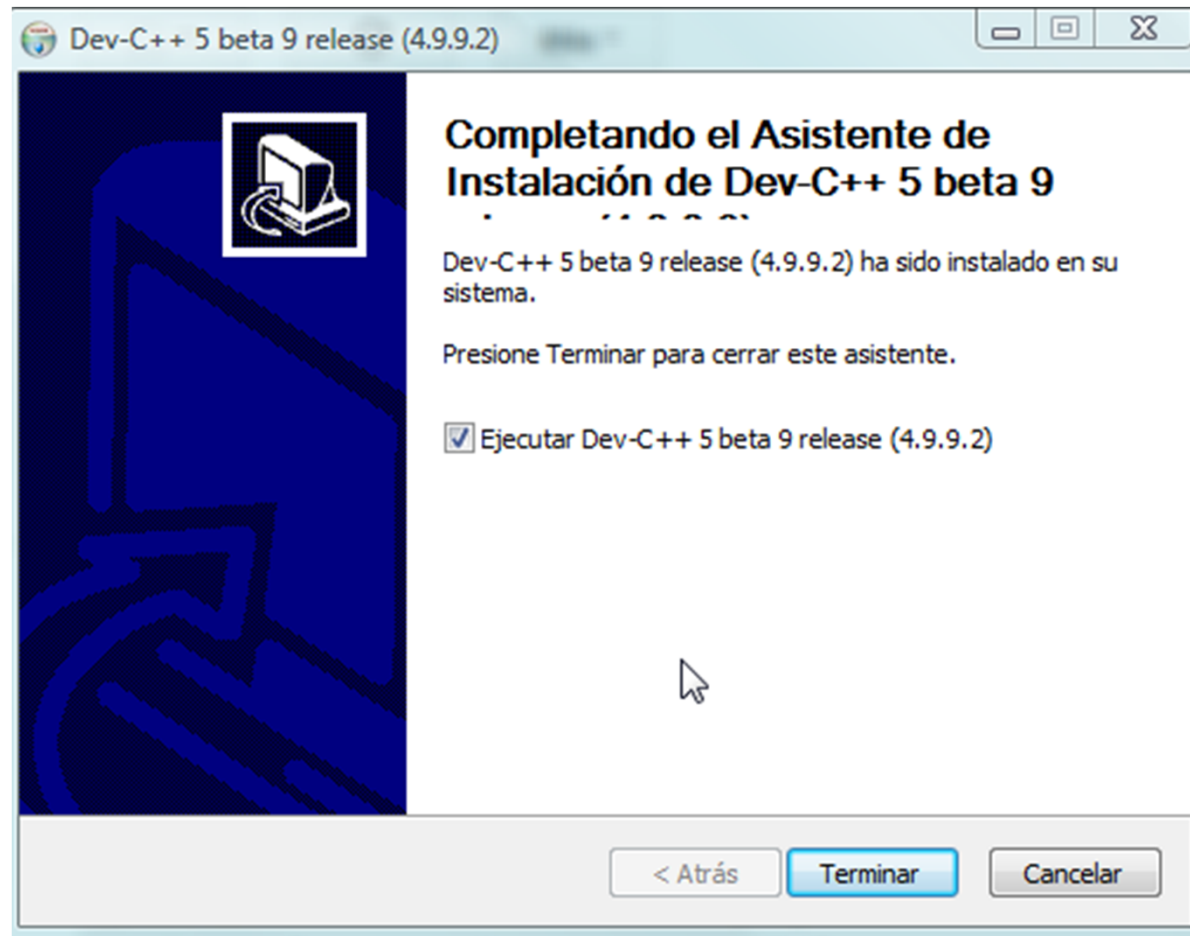 Dev-C++ 5 beta 9 release (4.9.9.2)
Completando el Asistente de
Instalación de Dev-C++ 5 beta 9
Dev-C++ 5 beta 9 release (4.9.9.2) ha sido instalado en su
sistema.
Presione Terminar para cerrar este asistente.
Ejecutar Dev-C++ 5 beta 9 release (4.9.9.2)
< Atrás
Terminar
Cancelar